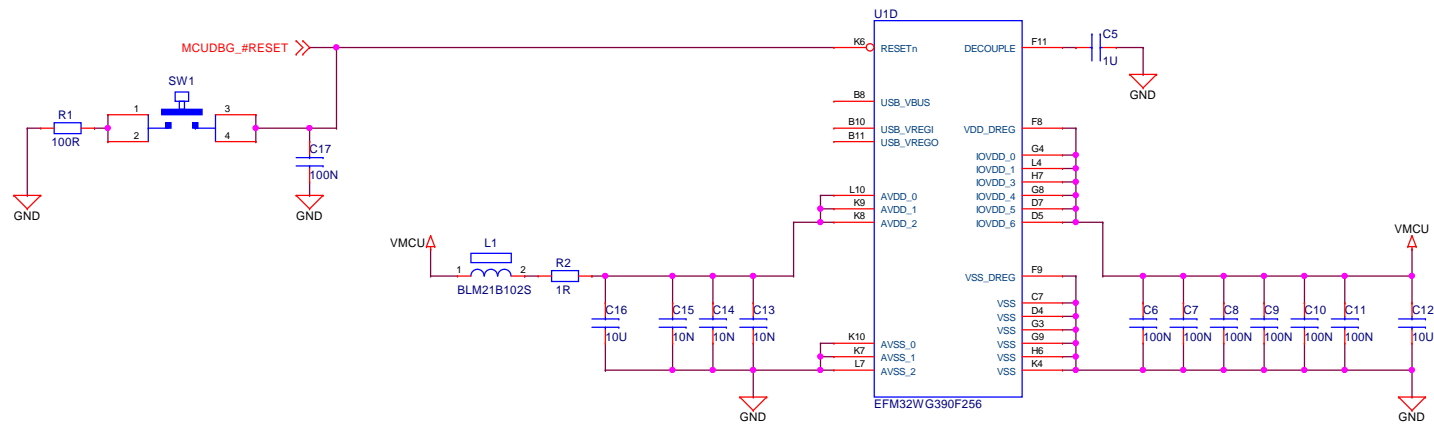 U1D
MCUDBG_#RESET
K6
RESETn
DECOUPLE
F11
C5
1U
GND
SW1
R1
100R
1
2
3
4
C17
100N
GND
GND
B8
USB_VBUS
B10
USB_VREGI
B11
USB_VREGO
VDD_DREG
F8
IOVDD_0
G4
IOVDD_1
L4
IOVDD_3
H7
IOVDD_4
G8
IOVDD_5
D7
IOVDD_6
D5
L10
AVDD_0
K9
AVDD_1
K8
AVDD_2
VMCU
L1
1
2
BLM21B102S
R2
1R
C16
10U
C15
10N
C14
10N
C13
10N
K10
AVSS_0
K7
AVSS_1
L7
AVSS_2
GND
VSS_DREG
F9
VSS
C7
VSS
D4
VSS
G3
VSS
G9
VSS
H6
VSS
K4
EFM32WG390F256
VMCU
C6
100N
C7
100N
C8
100N
C9
100N
C10
100N
C11
100N
C12
10U
GND